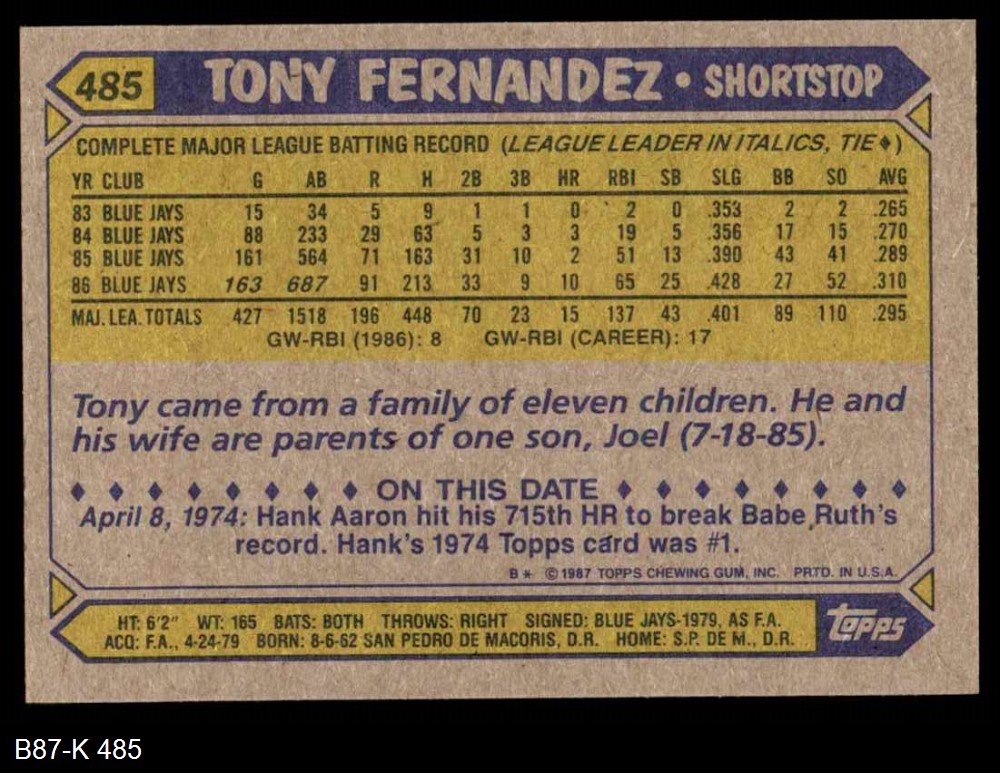 485 TONY FERNANDEZ • SHORTSTOP
COMPLETE MAJOR LEAGUE BATTING RECORD (LEAGUE LEADER IN ITALICS, TIE♦)
YR CLUB G AB R H 2B 3B HR RBI SB SLG BB SO AVG
83 BLUE JAYS 15 34 5 9 1 1 0 2 0 .353 2 2 .265
84 BLUE JAYS 88 233 29 63 5 3 3 19 5 .356 17 15 .270
85 BLUE JAYS 161 564 71 163 31 10 2 51 13 .390 43 41 .289
86 BLUE JAYS 163 687 91 213 33 9 10 65 25 .428 27 52 .310
MAJ. LEA. TOTALS 427 1518 196 448 70 23 15 137 43 .401 89 110 .295
GW-RBI (1986): 8 GW-RBI (CAREER): 17
Tony came from a family of eleven children. He and
his wife are parents of one son, Joel (7-18-85).
♦ ♦ ♦ ♦ ♦ ♦ ♦ ♦ ON THIS DATE ♦ ♦ ♦ ♦ ♦ ♦ ♦ ♦
April 8, 1974: Hank Aaron hit his 715th HR to break Babe Ruth's
record. Hank's 1974 Topps card was #1.
B* ©1987 TOPPS CHEWING GUM, INC. PRTD. IN U.S.A.
HT: 6'2" WT: 165 BATS: BOTH THROWS: RIGHT SIGNED: BLUE JAYS-1979, AS F.A.
ACQ: F.A., 4-24-79 BORN: 8-6-62 SAN PEDRO DE MACORIS, D.R. HOME: S.P. DE M., D.R.
Topps
B87-K 485